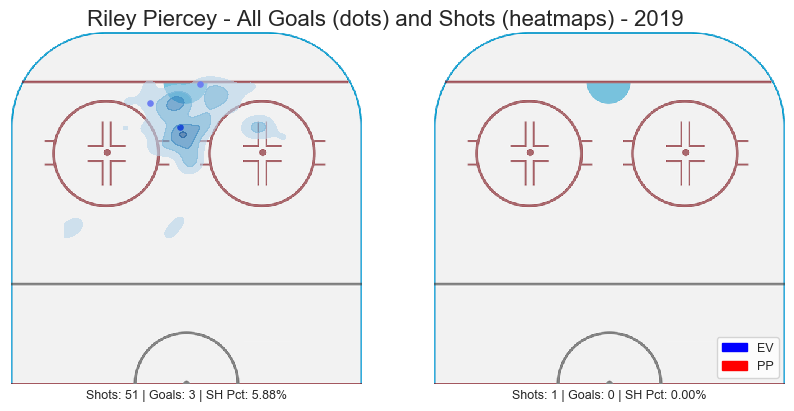 Riley Piercey - All Goals (dots) and Shots (heatmaps) - 2019
EV
PP
Shots: 51 | Goals: 3 | SH Pct: 5.88%
Shots: 1 | Goals: 0 | SH Pct: 0.00%